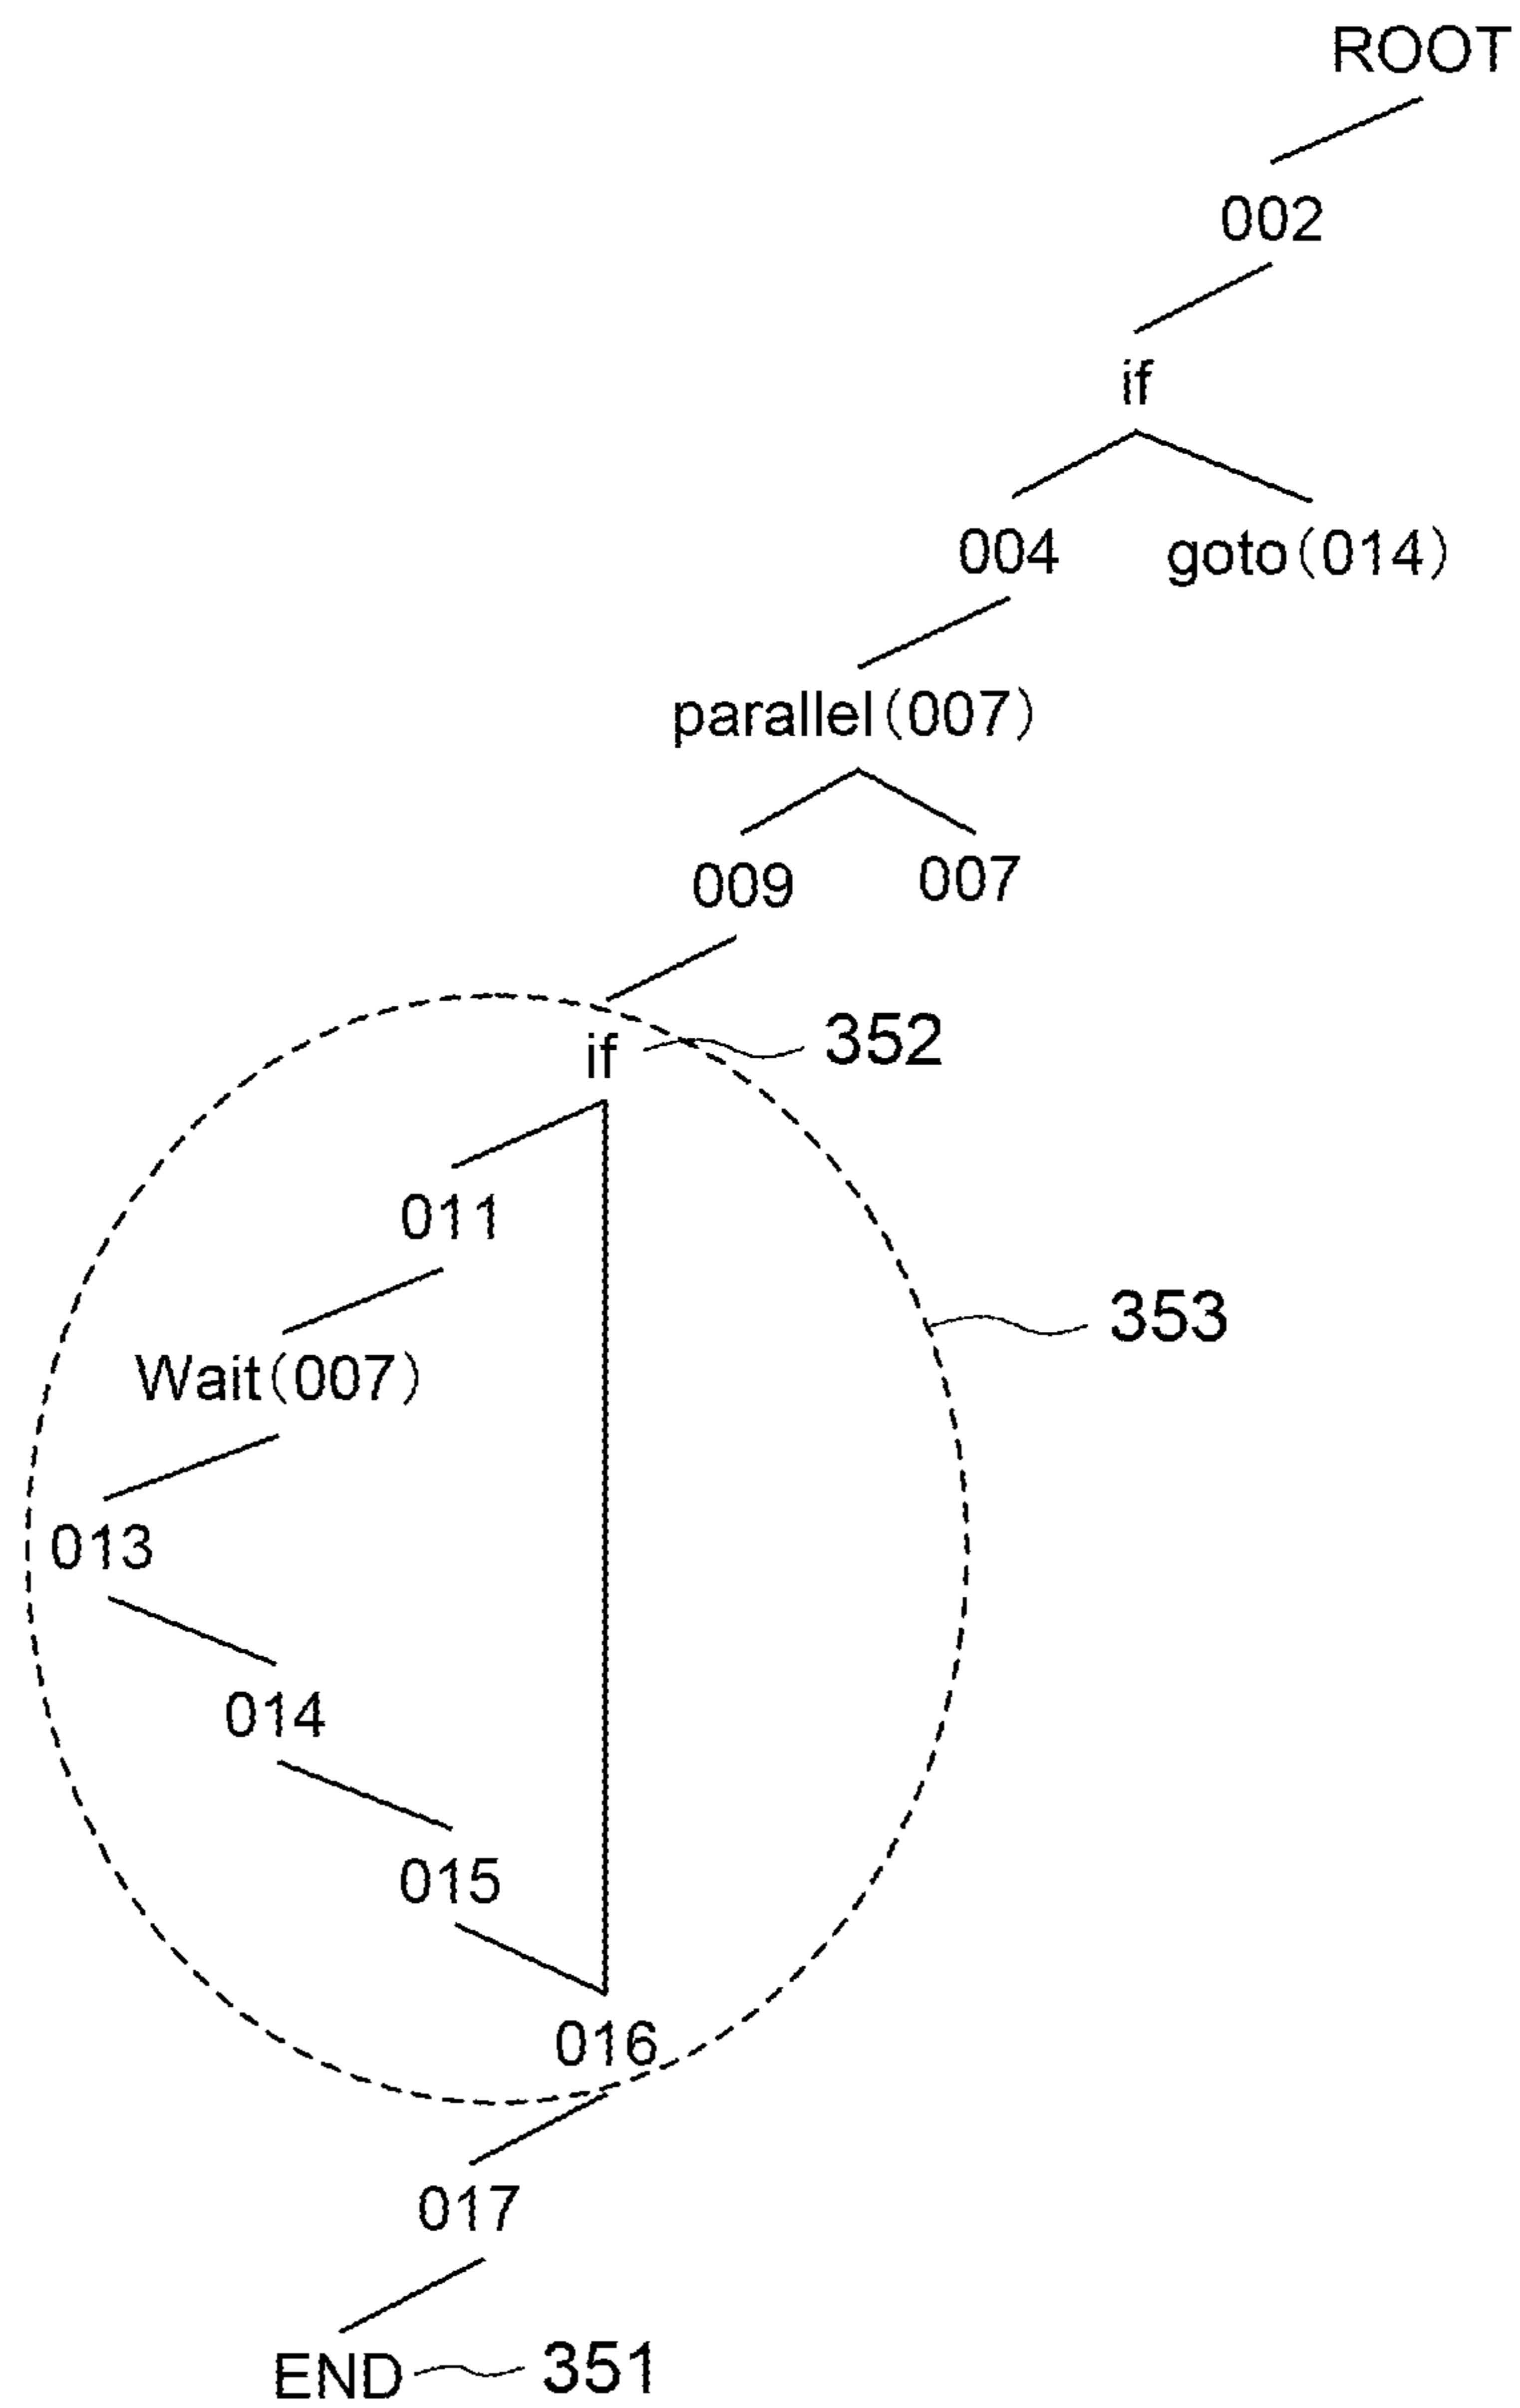 ROOT
002
if
004 goto(014)
parallel(007)
009 007
if 352
011
353
Wait(007)
013
014
015
016
017
END 351